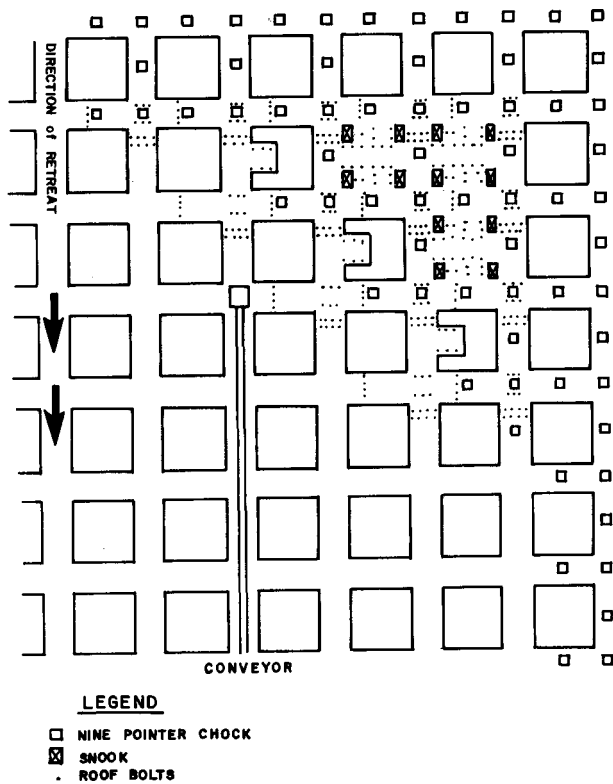 DIRECTION of RETREAT
CONVEYOR
LEGEND
NINE POINTER CHOCK
SNOOK
ROOF BOLTS